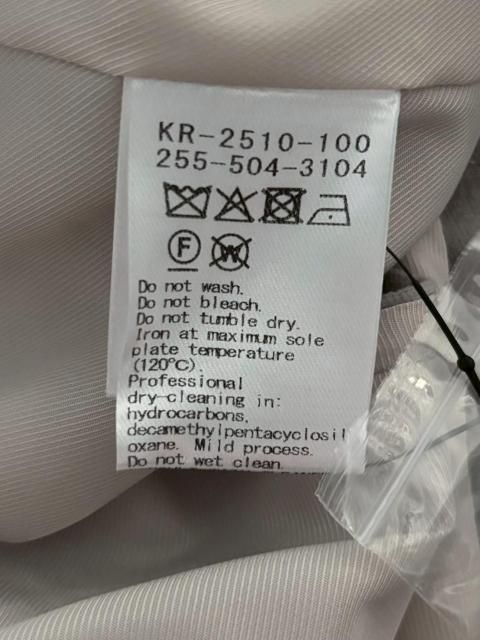 KR-2510-100
255-504-3104
F W
Do not wash.
Do not bleach.
Do not tumble dry.
Iron at maximum sole
plate temperature
(120℃).
Professional
dry-cleaning in:
hydrocarbons,
decamethylpentacyclosil
oxane. Mild process.
Do not wet clean.